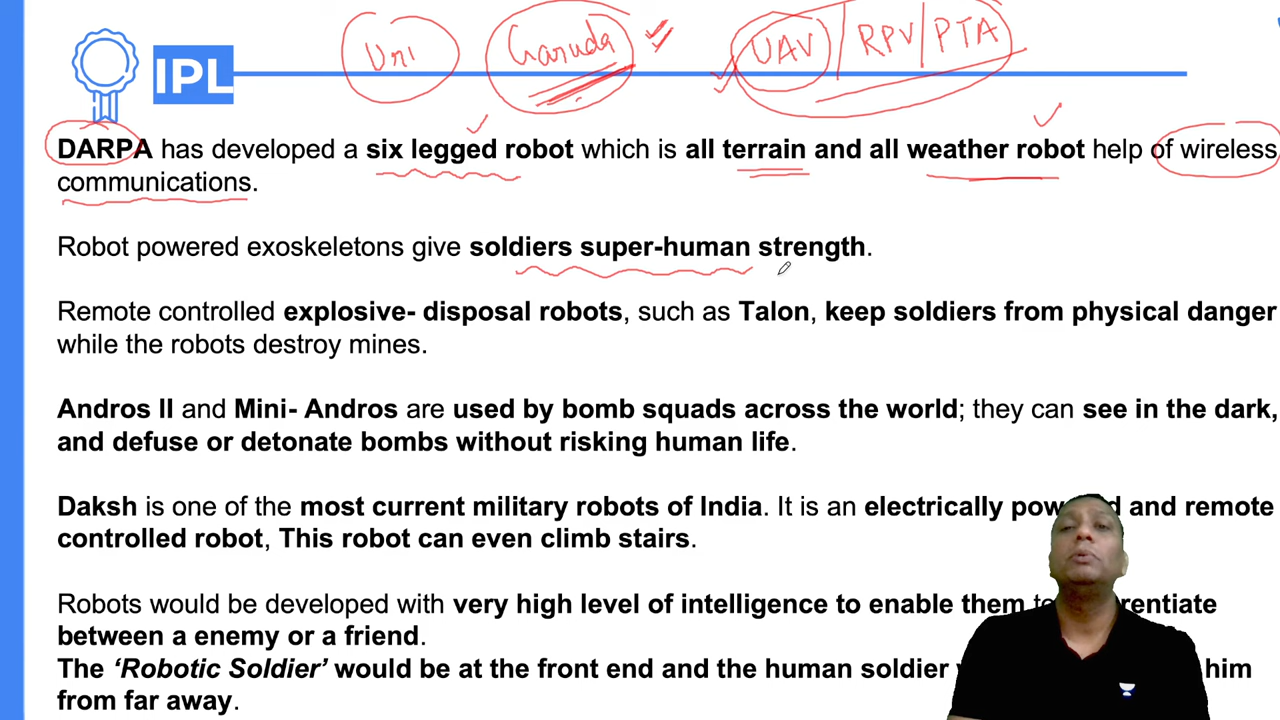 Uni Garuda UAV / RPV / PTA
IPL
DARPA has developed a six legged robot which is all terrain and all weather robot help of wireless
communications.
Robot powered exoskeletons give soldiers super-human strength.
Remote controlled explosive- disposal robots, such as Talon, keep soldiers from physical danger
while the robots destroy mines.
Andros II and Mini- Andros are used by bomb squads across the world; they can see in the dark,
and defuse or detonate bombs without risking human life.
Daksh is one of the most current military robots of India. It is an electrically and remote
controlled robot, This robot can even climb stairs.
Robots would be developed with very high level of intelligence to enable them
between a enemy or a friend.
The ‘Robotic Soldier’ would be at the front end and the human soldier him
from far away.